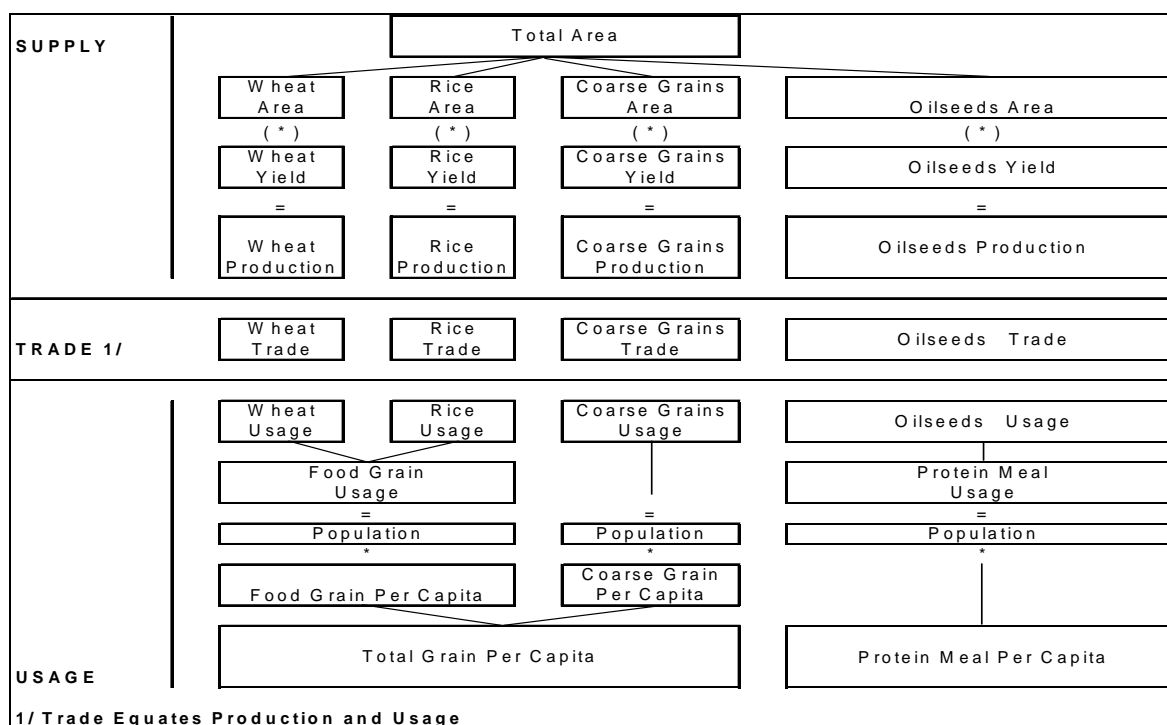 SUPPLY
Total Area
Wheat
Area
Rice
Area
Coarse Grains
Area
Oilseeds Area
(*)
(*)
(*)
(*)
Wheat
Yield
Rice
Yield
Coarse Grains
Yield
Oilseeds Yield
=
=
=
=
Wheat
Production
Rice
Production
Coarse Grains
Production
Oilseeds Production
TRADE 1/
Wheat
Trade
Rice
Trade
Coarse Grains
Trade
Oilseeds Trade
Wheat
Usage
Rice
Usage
Coarse Grains
Usage
Oilseeds Usage
Food Grain
Usage
Protein Meal
Usage
=
=
=
Population
Population
Population
*
*
*
Food Grain Per Capita
Coarse Grain
Per Capita
Total Grain Per Capita
Protein Meal Per Capita
USAGE
1/ Trade Equates Production and Usage